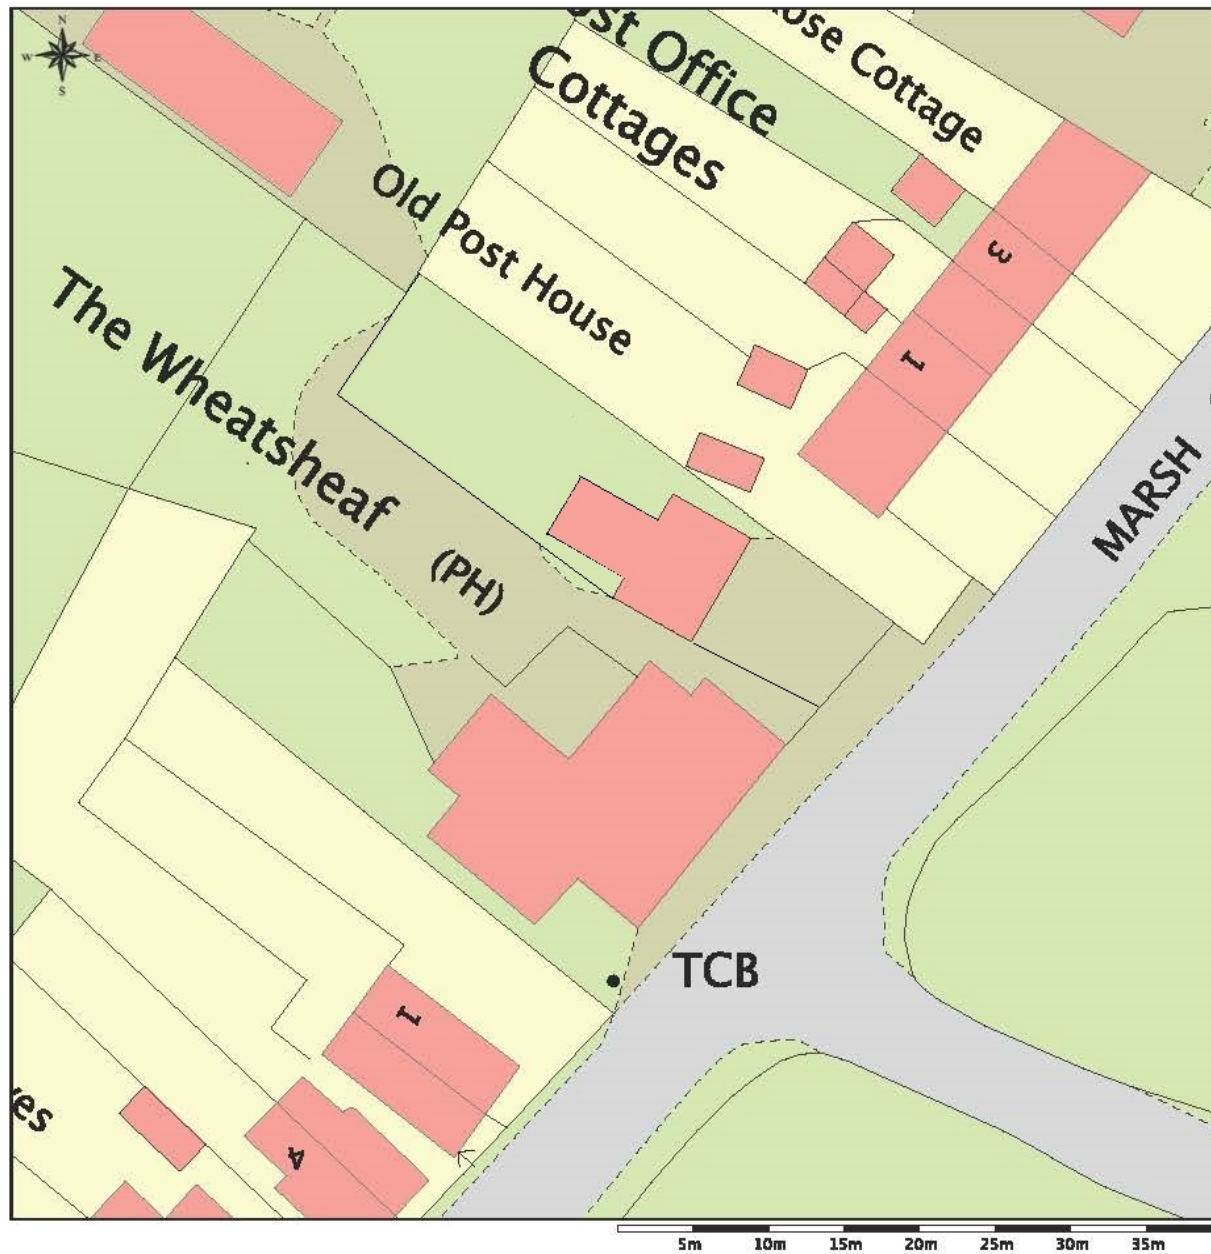 N
W E
S
ose Cottage
st Office
Cottages
3
Old Post House
1
The Wheatsheaf
(PH)
MARSH
TCB
1
es
4
5m 10m 15m 20m 25m 30m 35m